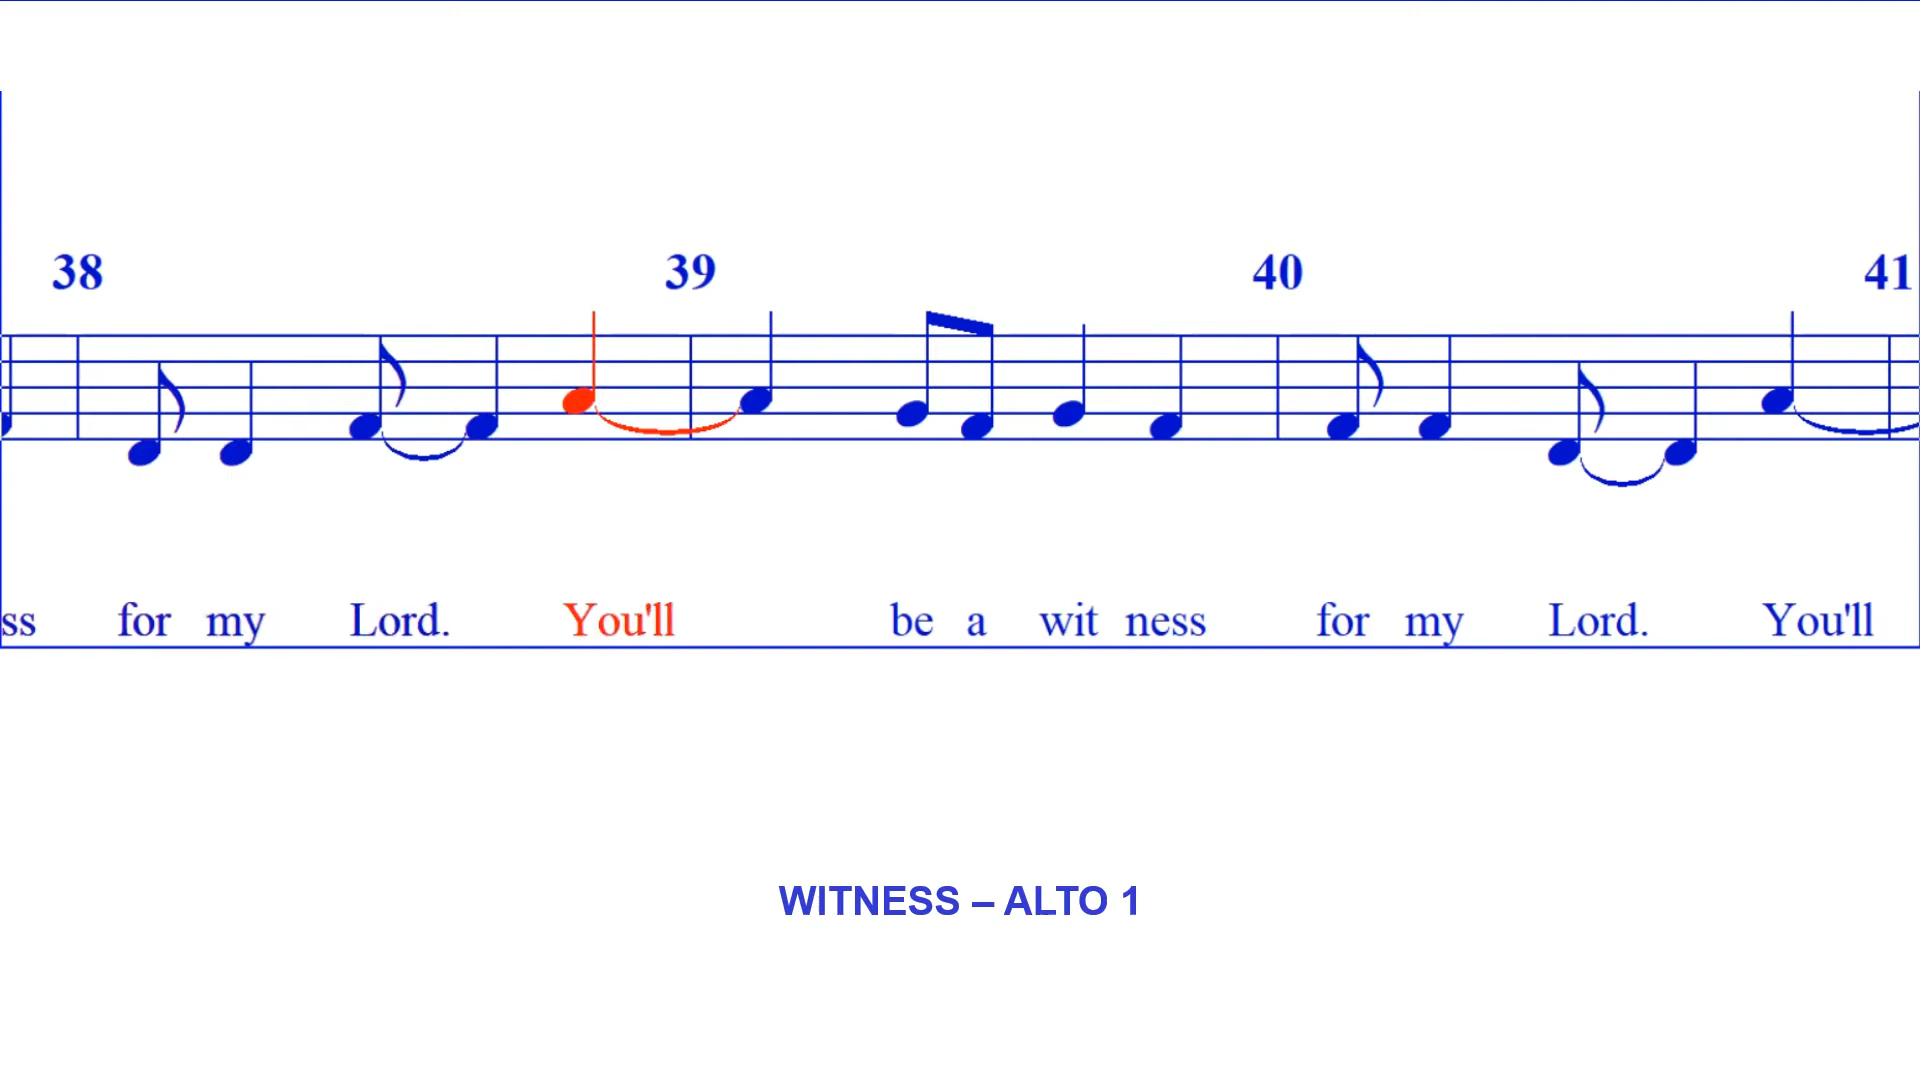 38 39 40 41
ss for my Lord. You'll be a wit ness for my Lord. You'll
WITNESS – ALTO 1